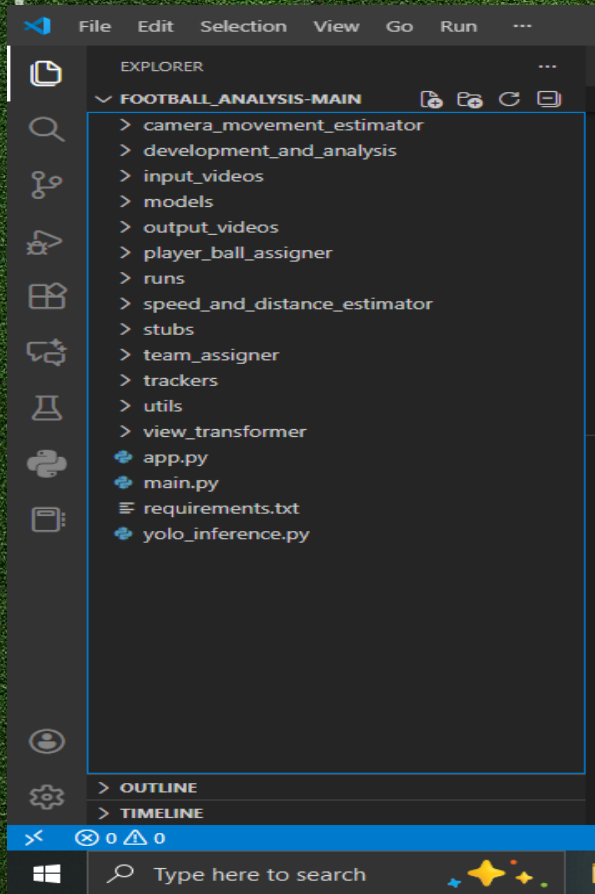 File Edit Selection View Go Run ···
EXPLORER ···
FOOTBALL_ANALYSIS-MAIN
camera_movement_estimator
development_and_analysis
input_videos
models
output_videos
player_ball_assigner
runs
speed_and_distance_estimator
stubs
team_assigner
trackers
utils
view_transformer
app.py
main.py
requirements.txt
yolo_inference.py
OUTLINE
TIMELINE
0 0
Type here to search